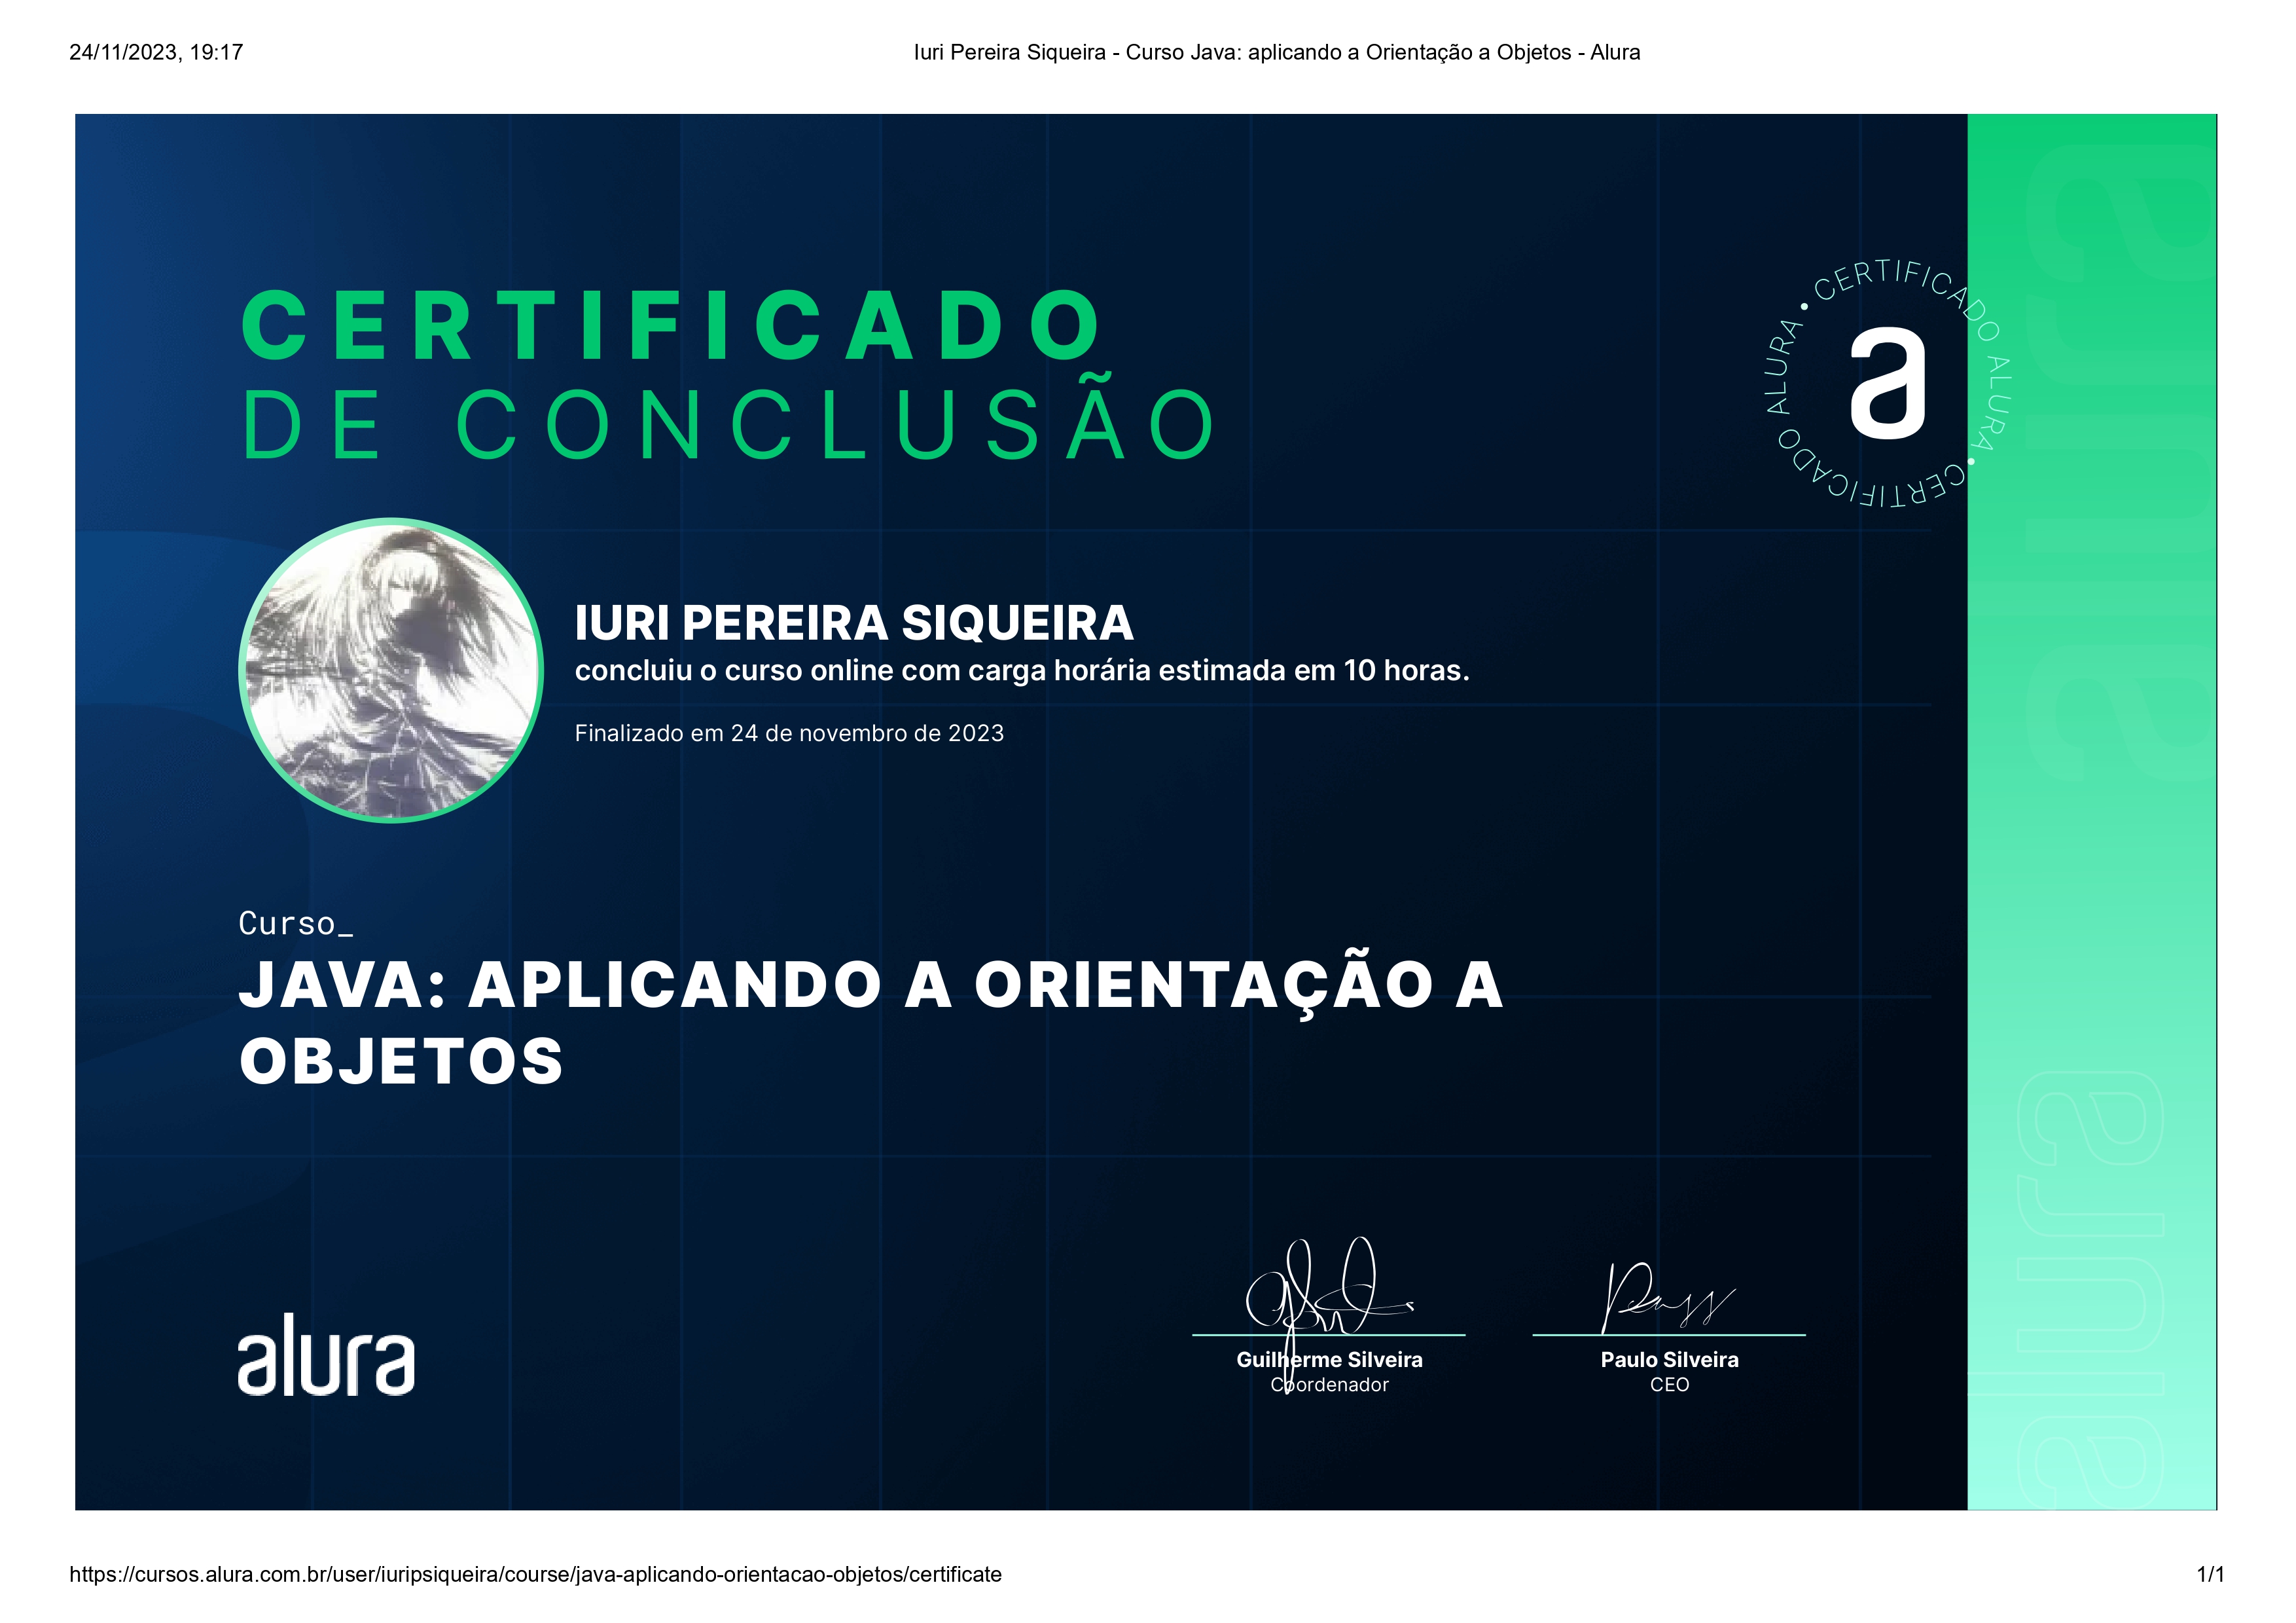 24/11/2023, 19:17
Iuri Pereira Siqueira - Curso Java: aplicando a Orientação a Objetos - Alura
CERTIFICADO
DE CONCLUSÃO
CERTIFICADO ALURA • CERTIFICADO ALURA •
a
IURI PEREIRA SIQUEIRA
concluiu o curso online com carga horária estimada em 10 horas.
Finalizado em 24 de novembro de 2023
Curso_
JAVA: APLICANDO A ORIENTAÇÃO A
OBJETOS
alura
Guilherme Silveira
Coordenador
Paulo Silveira
CEO
alura
alura
https://cursos.alura.com.br/user/iuripsiqueira/course/java-aplicando-orientacao-objetos/certificate
1/1